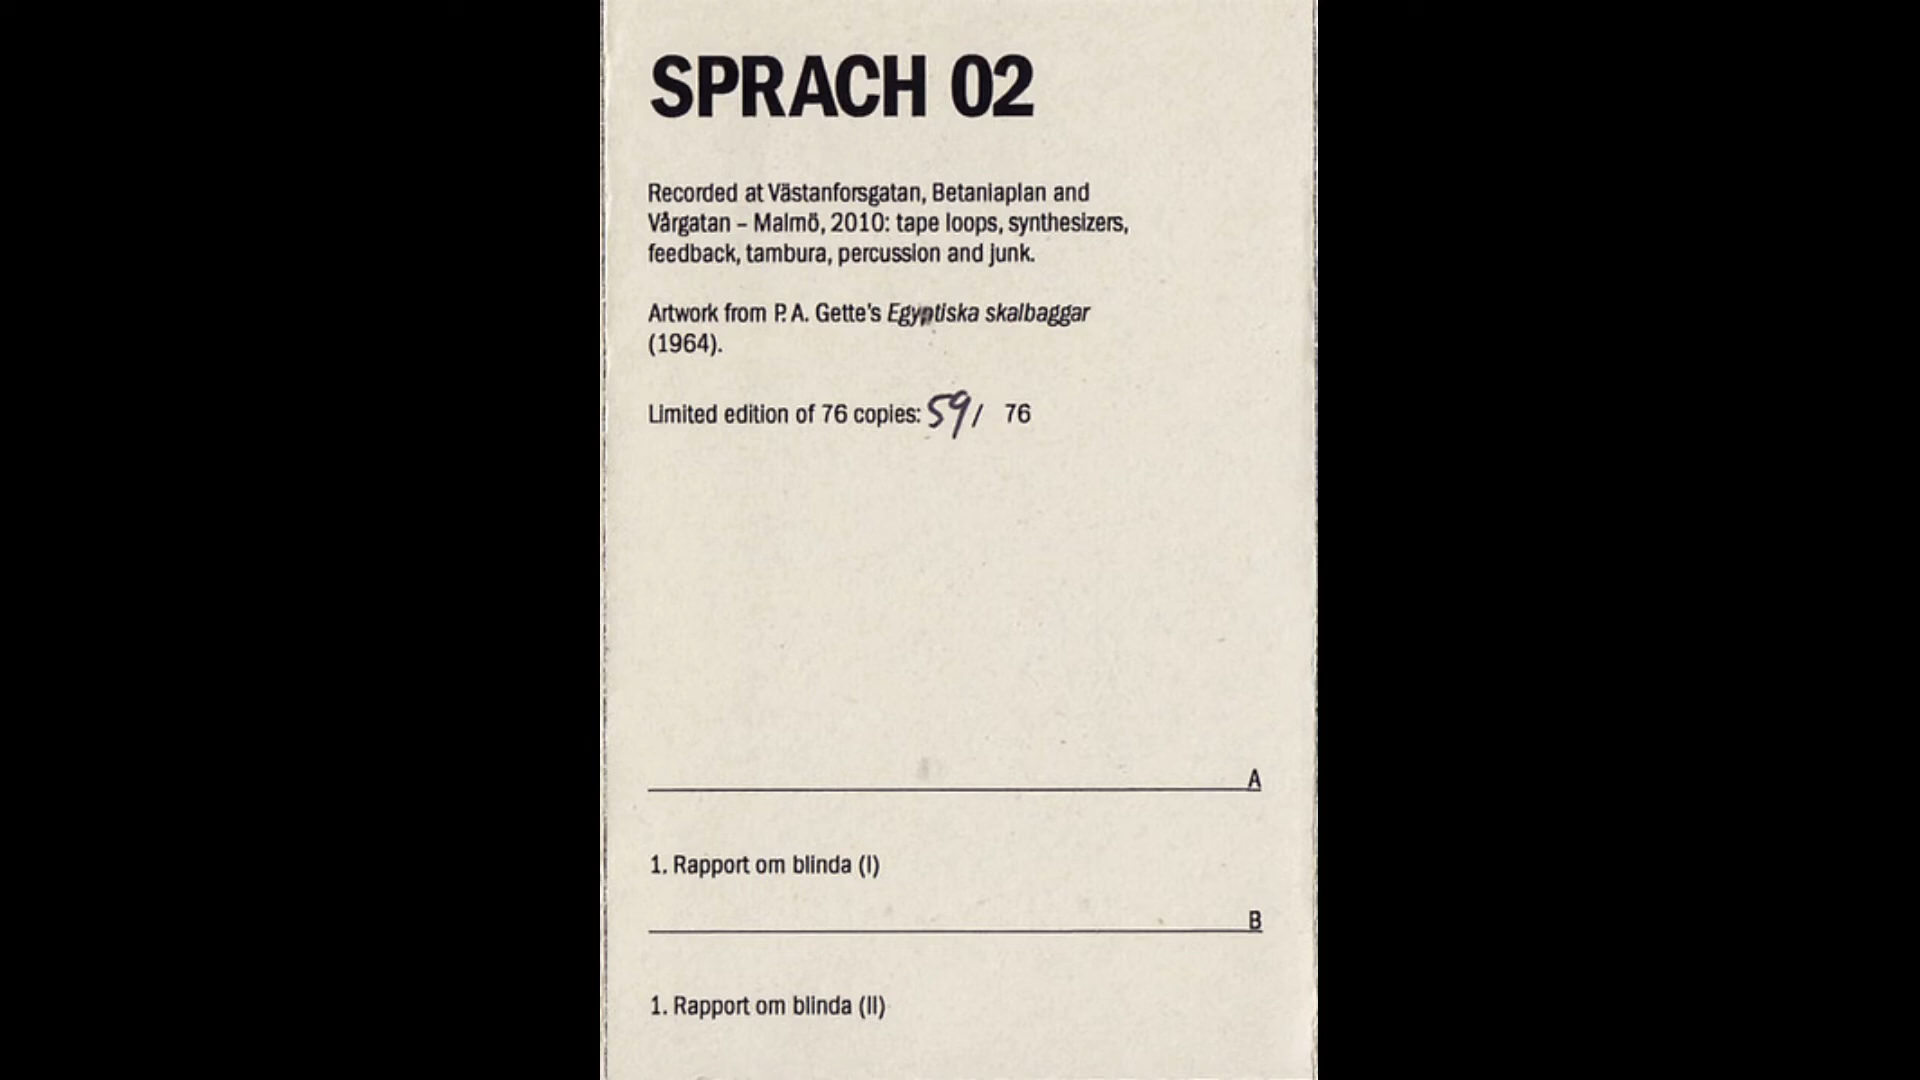 SPRACH 02
Recorded at Västanforsgatan, Betaniaplan and
Vårgatan – Malmö, 2010: tape loops, synthesizers,
feedback, tambura, percussion and junk.
Artwork from P. A. Gette's Egyptiska skalbaggar
(1964).
Limited edition of 76 copies: 59 / 76
A
1. Rapport om blinda (I)
B
1. Rapport om blinda (II)